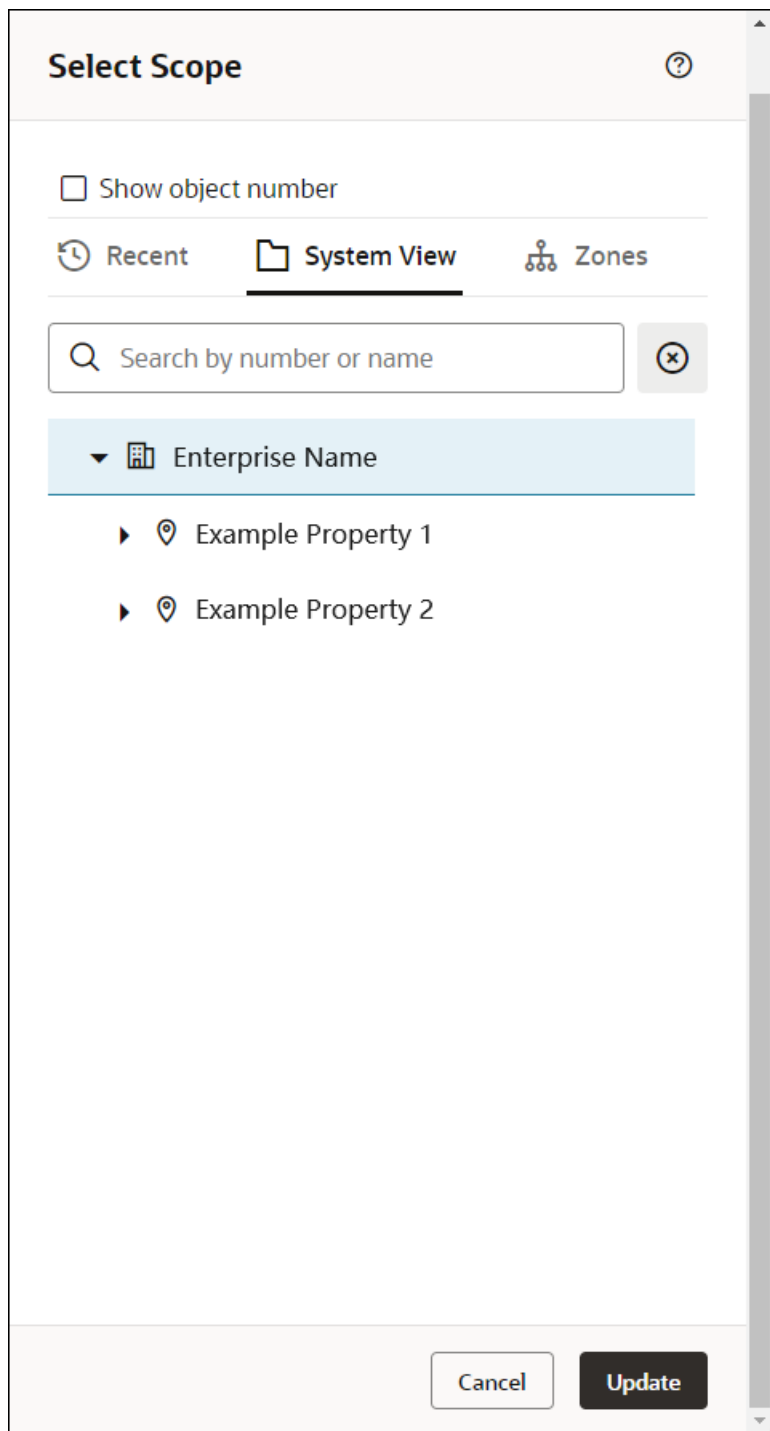 Select Scope
Show object number
Recent System View Zones
Search by number or name
Enterprise Name
Example Property 1
Example Property 2
Cancel Update